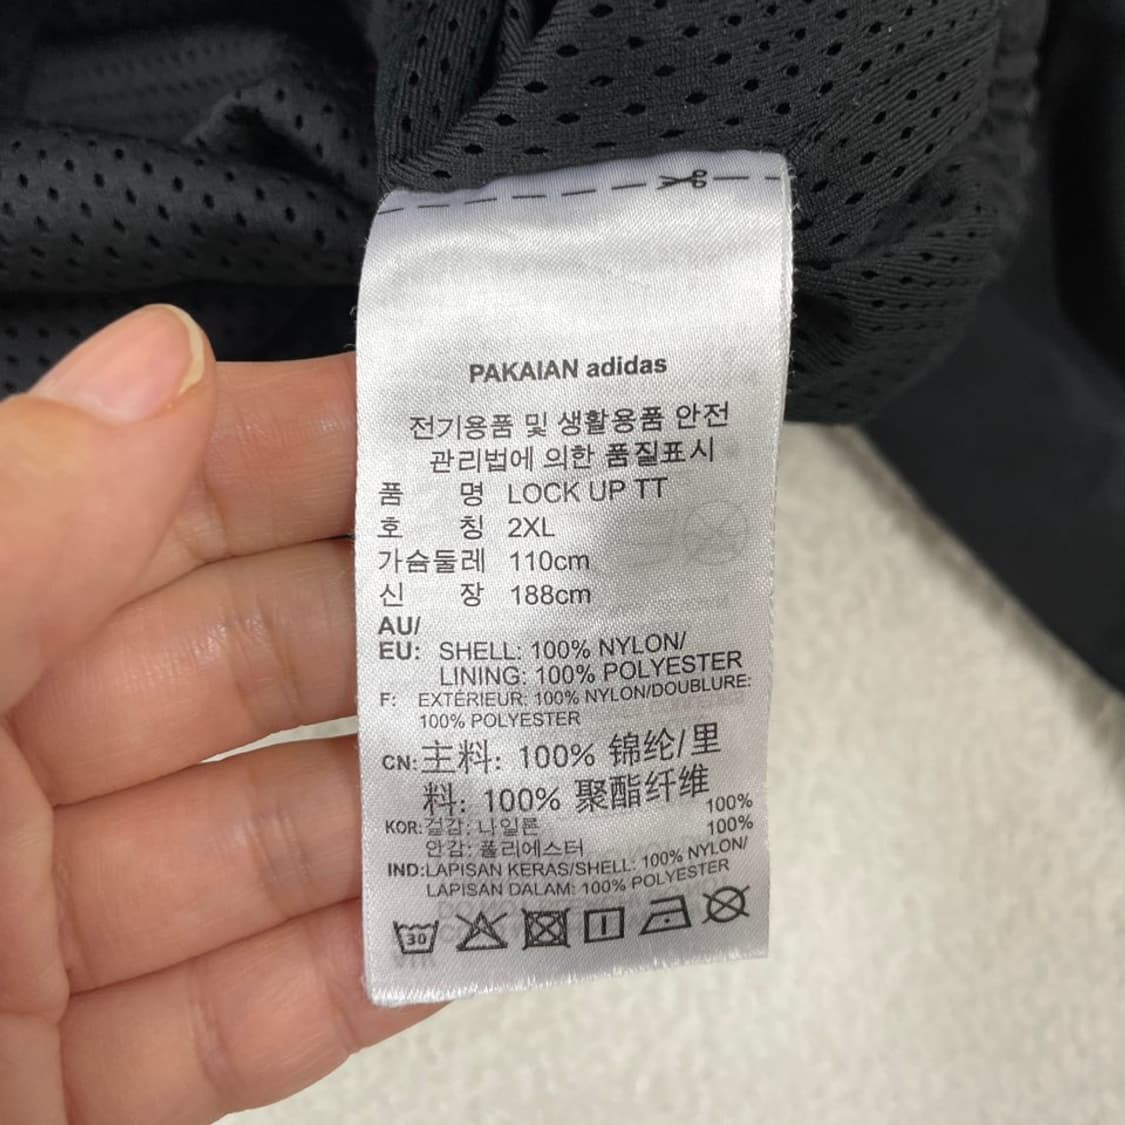 PAKAIAN adidas
전기용품 및 생활용품 안전
관리법에 의한 품질표시
품 명 LOCK UP TT
호 칭 2XL
가슴둘레 110cm
신 장 188cm
AU/
EU: SHELL: 100% NYLON/
LINING: 100% POLYESTER
F: EXTÉRIEUR: 100% NYLON/DOUBLURE:
100% POLYESTER
CN: 主料: 100% 锦纶/里
料: 100% 聚酯纤维
KOR: 겉감: 나일론 100%
안감: 폴리에스터 100%
IND: LAPISAN KERAS/SHELL: 100% NYLON/
LAPISAN DALAM: 100% POLYESTER
30